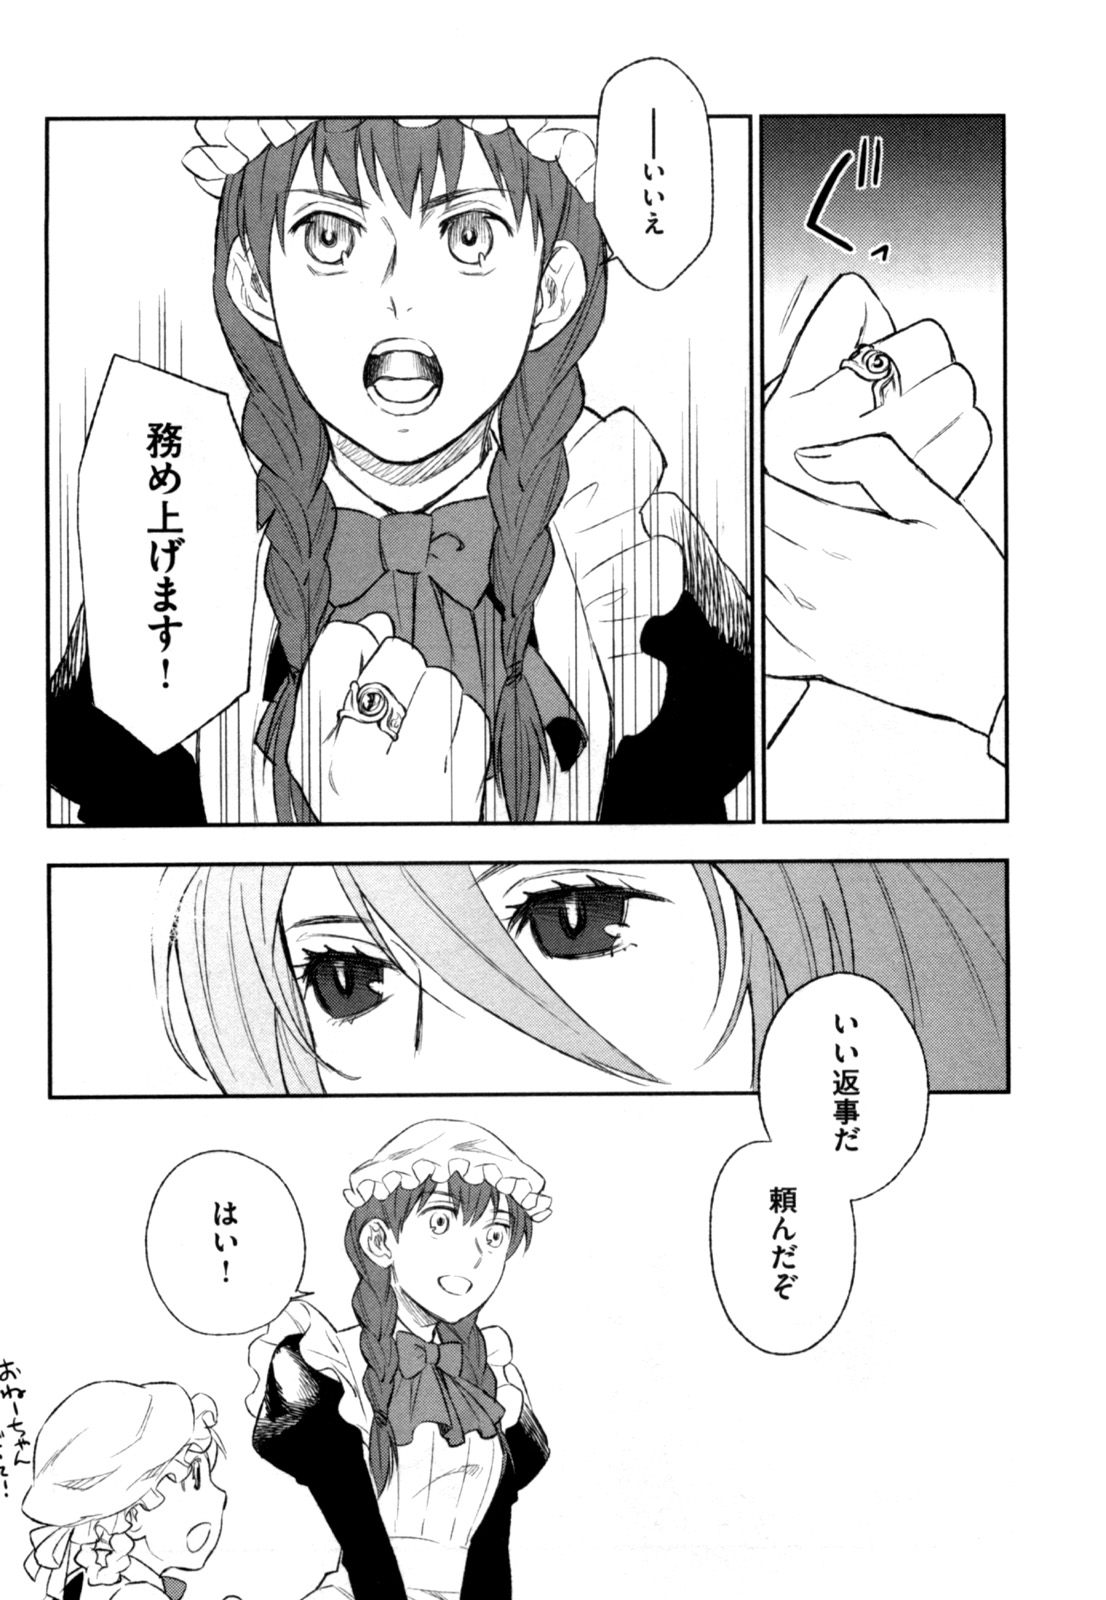 ぐっ
――いいえ
務め上げます！
いい返事だ
頼んだぞ
はい！
おねーちゃん